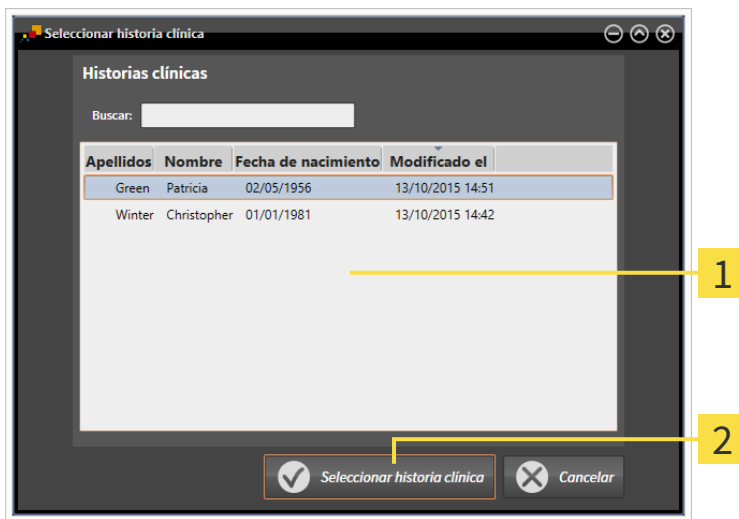 Seleccionar historia clínica
Historias clínicas
Buscar:
Apellidos Nombre Fecha de nacimiento Modificado el
Green Patricia 02/05/1956 13/10/2015 14:51
Winter Christopher 01/01/1981 13/10/2015 14:42
1
2
Seleccionar historia clínica Cancelar